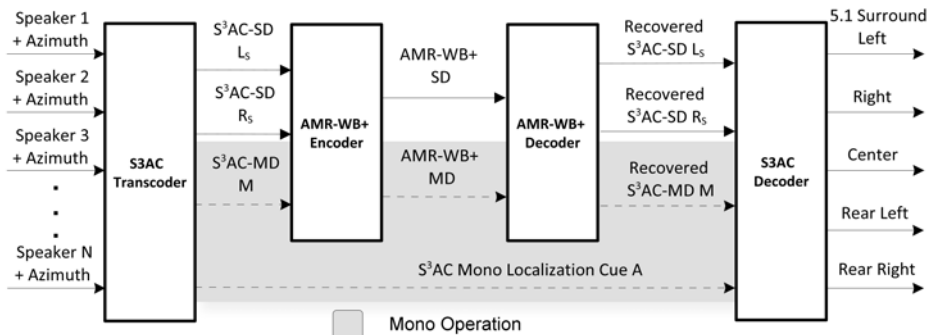 Speaker 1
+ Azimuth
Speaker 2
+ Azimuth
Speaker 3
+ Azimuth
Speaker N
+ Azimuth
S3AC
Transcoder
S³AC-SD
Lₛ
S³AC-SD
Rₛ
S³AC-MD
M
AMR-WB+
Encoder
AMR-WB+
SD
AMR-WB+
MD
AMR-WB+
Decoder
Recovered
S³AC-SD Lₛ
Recovered
S³AC-SD Rₛ
Recovered
S³AC-MD M
S³AC Mono Localization Cue A
S3AC
Decoder
5.1 Surround
Left
Right
Center
Rear Left
Rear Right
Mono Operation